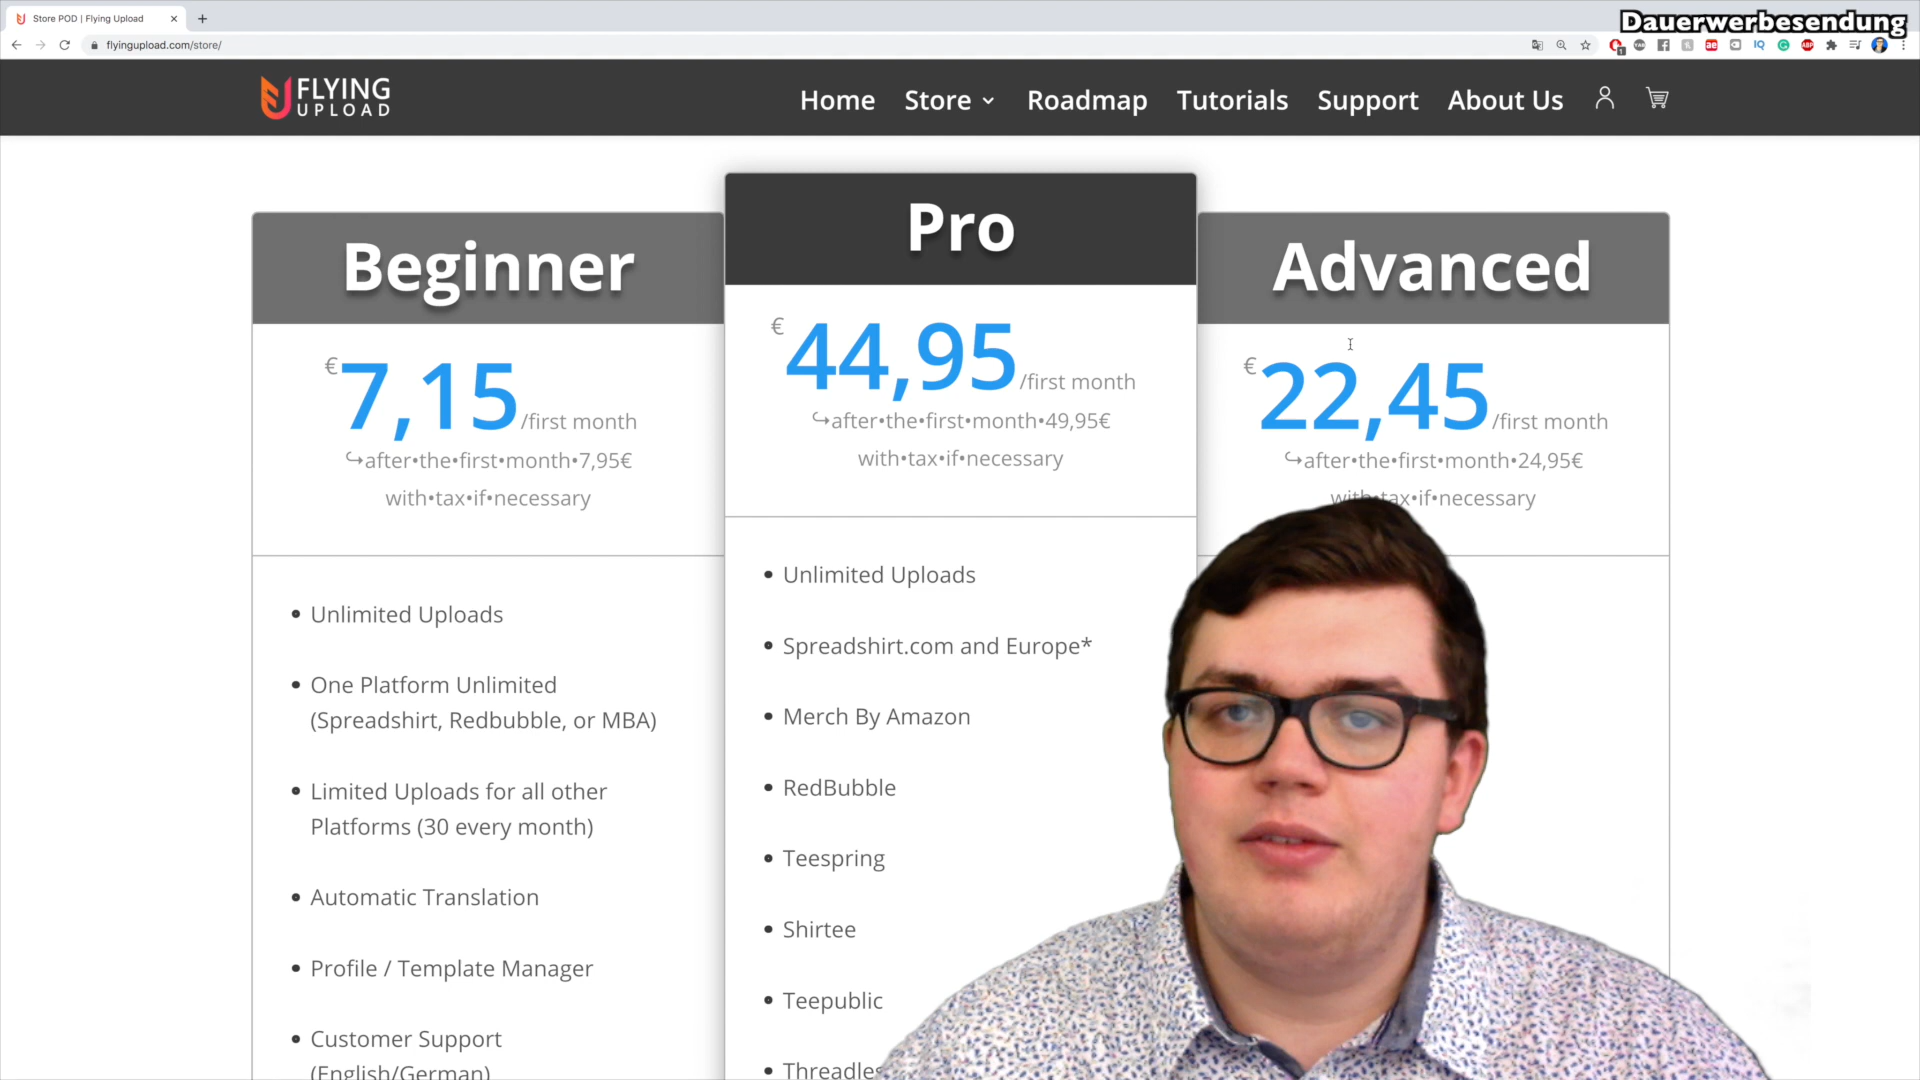 Store POD | Flying Upload
Dauerwerbesendung
flyingupload.com/store/
FLYING
UPLOAD
Home
Store
Roadmap
Tutorials
Support
About Us
Beginner
€ 7,15 /first month
↪after•the•first•month•7,95€
with•tax•if•necessary
• Unlimited Uploads
• One Platform Unlimited
(Spreadshirt, Redbubble, or MBA)
• Limited Uploads for all other
Platforms (30 every month)
• Automatic Translation
• Profile / Template Manager
• Customer Support
(English/German)
Pro
€ 44,95 /first month
↪after•the•first•month•49,95€
with•tax•if•necessary
• Unlimited Uploads
• Spreadshirt.com and Europe*
• Merch By Amazon
• RedBubble
• Teespring
• Shirtee
• Teepublic
• Threadles
Advanced
€ 22,45 /first month
↪after•the•first•month•24,95€
with•tax•if•necessary